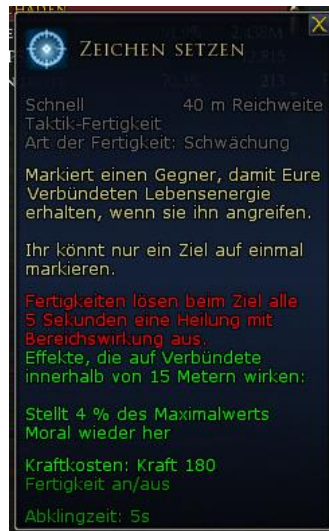 ZEICHEN SETZEN
Schnell 40 m Reichweite
Taktik-Fertigkeit
Art der Fertigkeit: Schwächung
Markiert einen Gegner, damit Eure
Verbündeten Lebensenergie
erhalten, wenn sie ihn angreifen.
Ihr könnt nur ein Ziel auf einmal
markieren.
Fertigkeiten lösen beim Ziel alle
5 Sekunden eine Heilung mit
Bereichswirkung aus.
Effekte, die auf Verbündete
innerhalb von 15 Metern wirken:
Stellt 4 % des Maximalwerts
Moral wieder her
Kraftkosten: Kraft 180
Fertigkeit an/aus
Abklingzeit: 5s